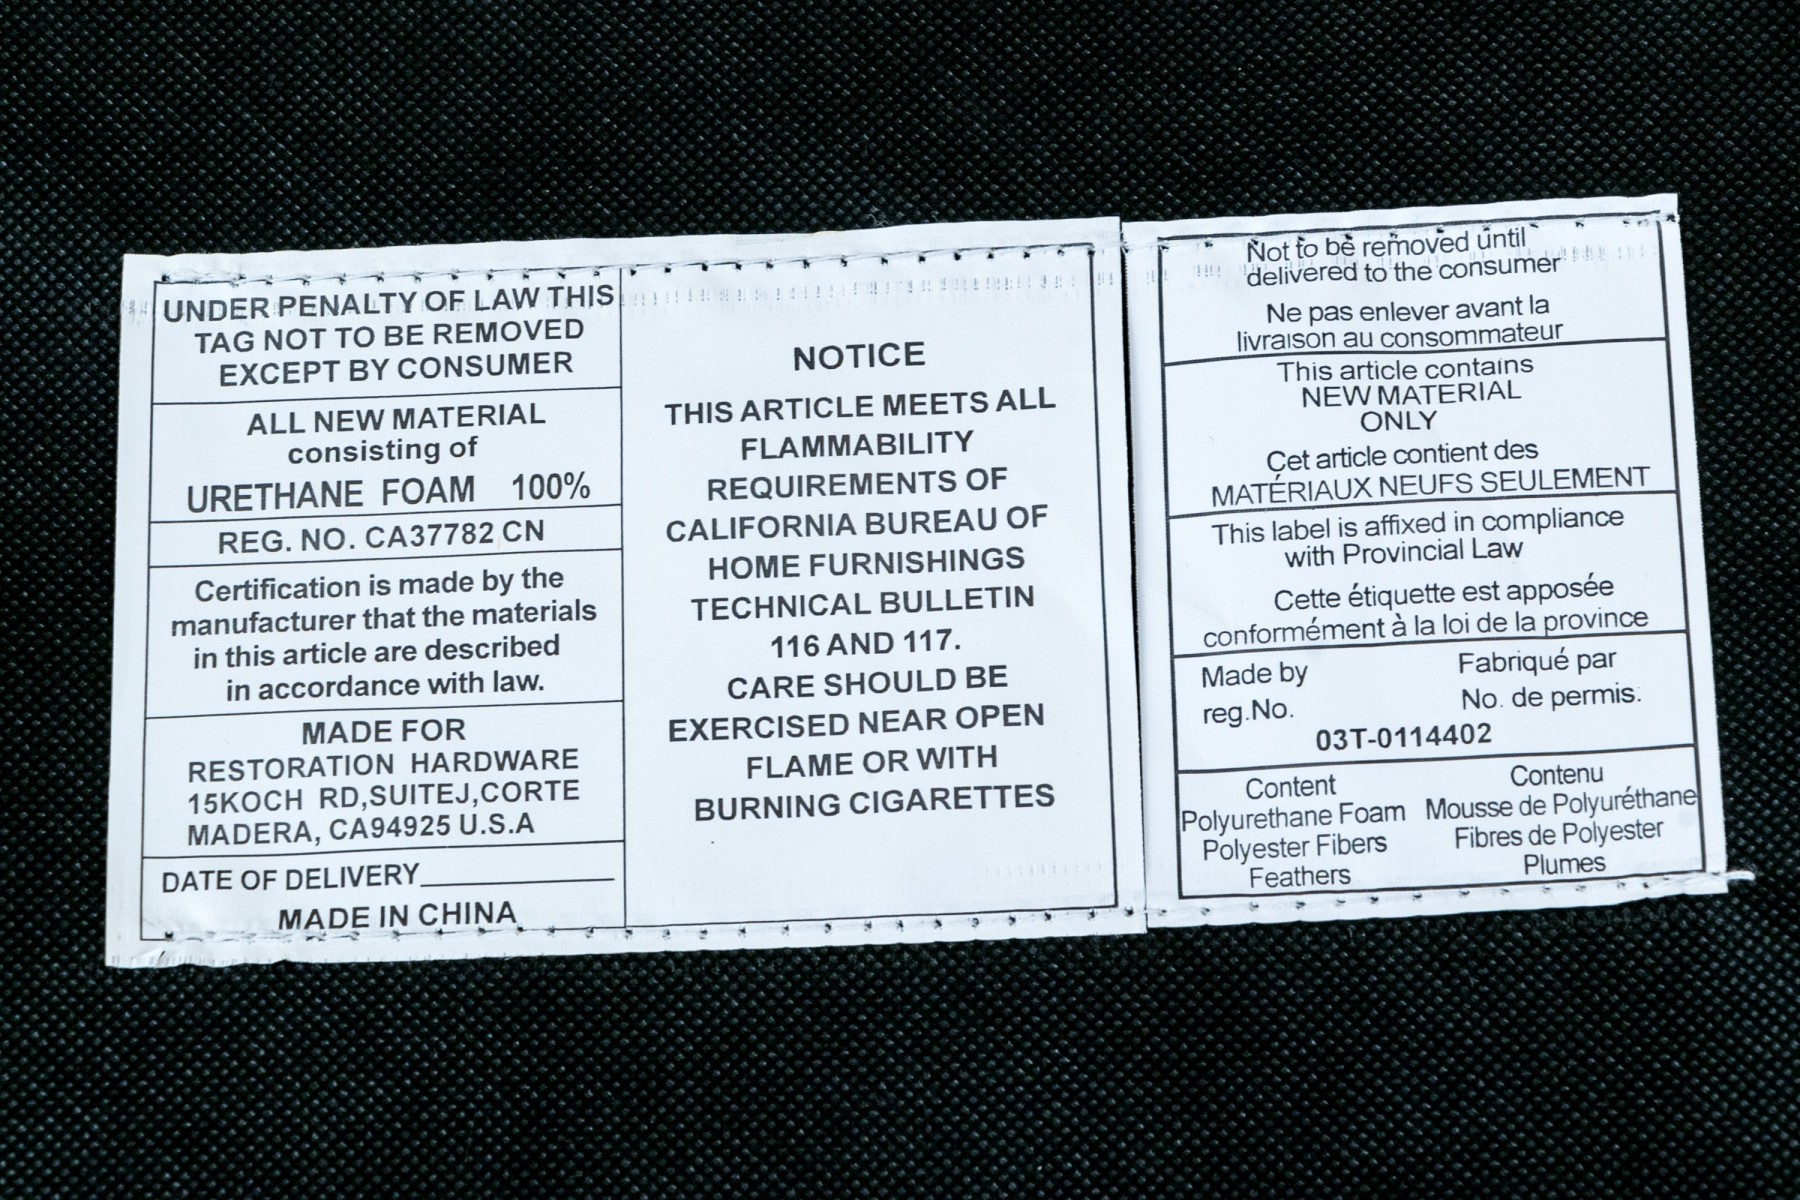 UNDER PENALTY OF LAW THIS
TAG NOT TO BE REMOVED
EXCEPT BY CONSUMER
ALL NEW MATERIAL
consisting of
URETHANE FOAM 100%
REG. NO. CA37782 CN
Certification is made by the
manufacturer that the materials
in this article are described
in accordance with law.
MADE FOR
RESTORATION HARDWARE
15KOCH RD,SUITEJ,CORTE
MADERA, CA94925 U.S.A
DATE OF DELIVERY
MADE IN CHINA
NOTICE
THIS ARTICLE MEETS ALL
FLAMMABILITY
REQUIREMENTS OF
CALIFORNIA BUREAU OF
HOME FURNISHINGS
TECHNICAL BULLETIN
116 AND 117.
CARE SHOULD BE
EXERCISED NEAR OPEN
FLAME OR WITH
BURNING CIGARETTES
Not to be removed until
delivered to the consumer
Ne pas enlever avant la
livraison au consommateur
This article contains
NEW MATERIAL
ONLY
Cet article contient des
MATÉRIAUX NEUFS SEULEMENT
This label is affixed in compliance
with Provincial Law
Cette étiquette est apposée
conformément à la loi de la province
Made by Fabriqué par
reg.No. No. de permis.
03T-0114402
Content Contenu
Polyurethane Foam Mousse de Polyuréthane
Polyester Fibers Fibres de Polyester
Feathers Plumes